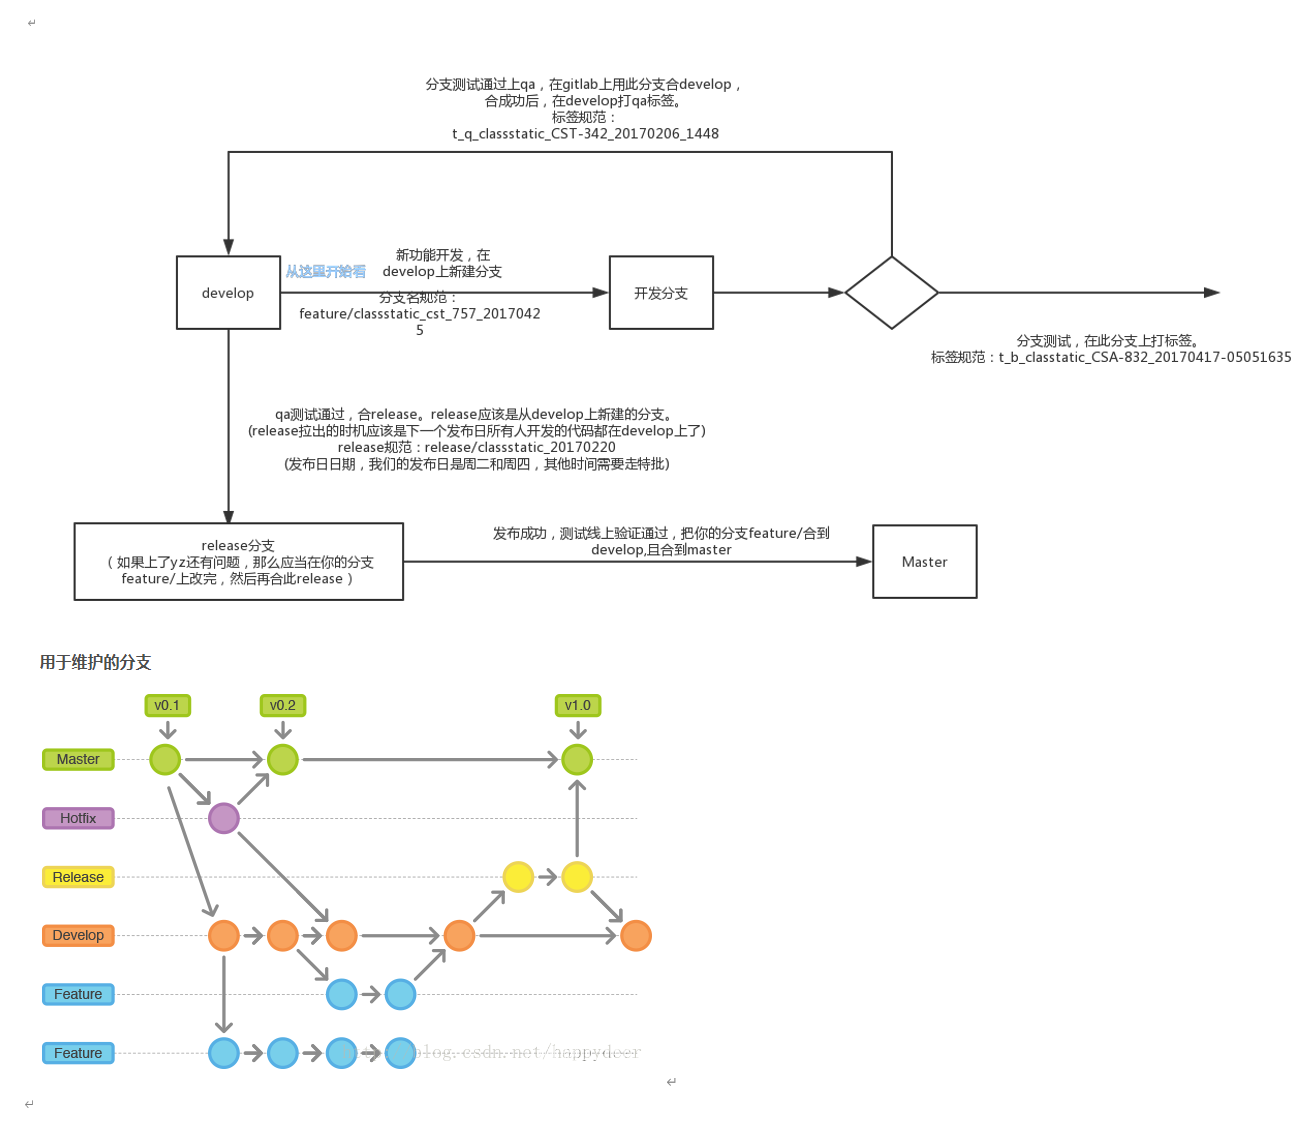 分支测试通过上qa，在gitlab上用此分支合develop，
合成功后，在develop打qa标签。
标签规范：
t_q_classstatic_CST-342_20170206_1448
develop
从这里开始看
新功能开发，在
develop上新建分支
分支名规范：
feature/classstatic_cst_757_2017042
5
开发分支
分支测试，在此分支上打标签。
标签规范：t_b_classtatic_CSA-832_20170417-05051635
qa测试通过，合release。release应该是从develop上新建的分支。
(release拉出的时机应该是下一个发布日所有人开发的代码都在develop上了)
release规范：release/classstatic_20170220
(发布日日期，我们的发布日是周二和周四，其他时间需要走特批)
release分支
（如果上了yz还有问题，那么应当在你的分支
feature/上改完，然后再合此release）
发布成功，测试线上验证通过，把你的分支feature/合到
develop,且合到master
Master
用于维护的分支
v0.1
v0.2
v1.0
Master
Hotfix
Release
Develop
Feature
Feature
blog.csdn.net/happydeer